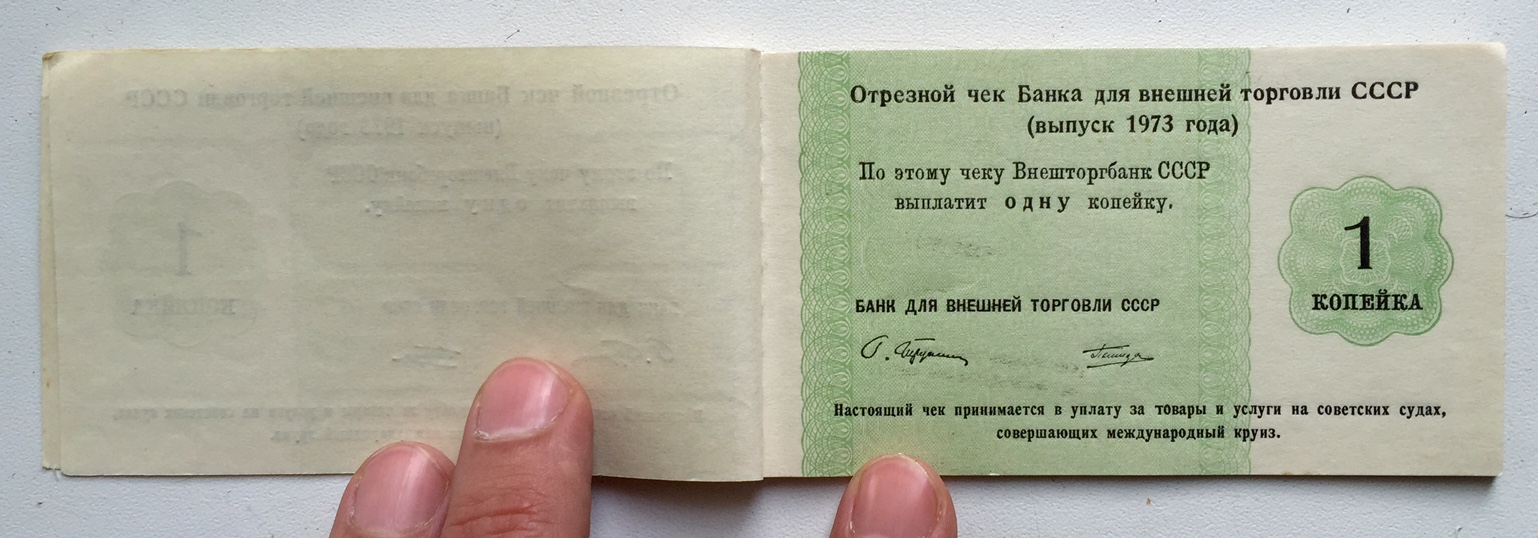 Отрезной чек Банка для внешней торговли СССР
(выпуск 1973 года)
По этому чеку Внешторгбанк СССР
выплатит одну копейку.
1
КОПЕЙКА
БАНК ДЛЯ ВНЕШНЕЙ ТОРГОВЛИ СССР
Настоящий чек принимается в уплату за товары и услуги на советских судах,
совершающих международный круиз.